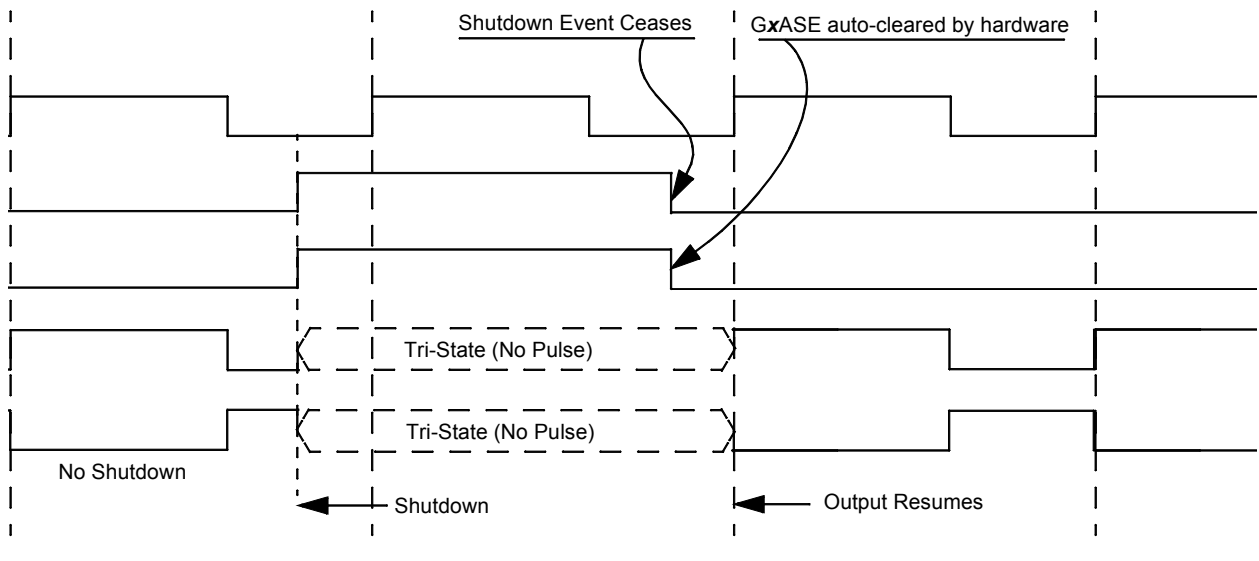 Shutdown Event Ceases
GxASE auto-cleared by hardware
Tri-State (No Pulse)
Tri-State (No Pulse)
No Shutdown
Shutdown
Output Resumes